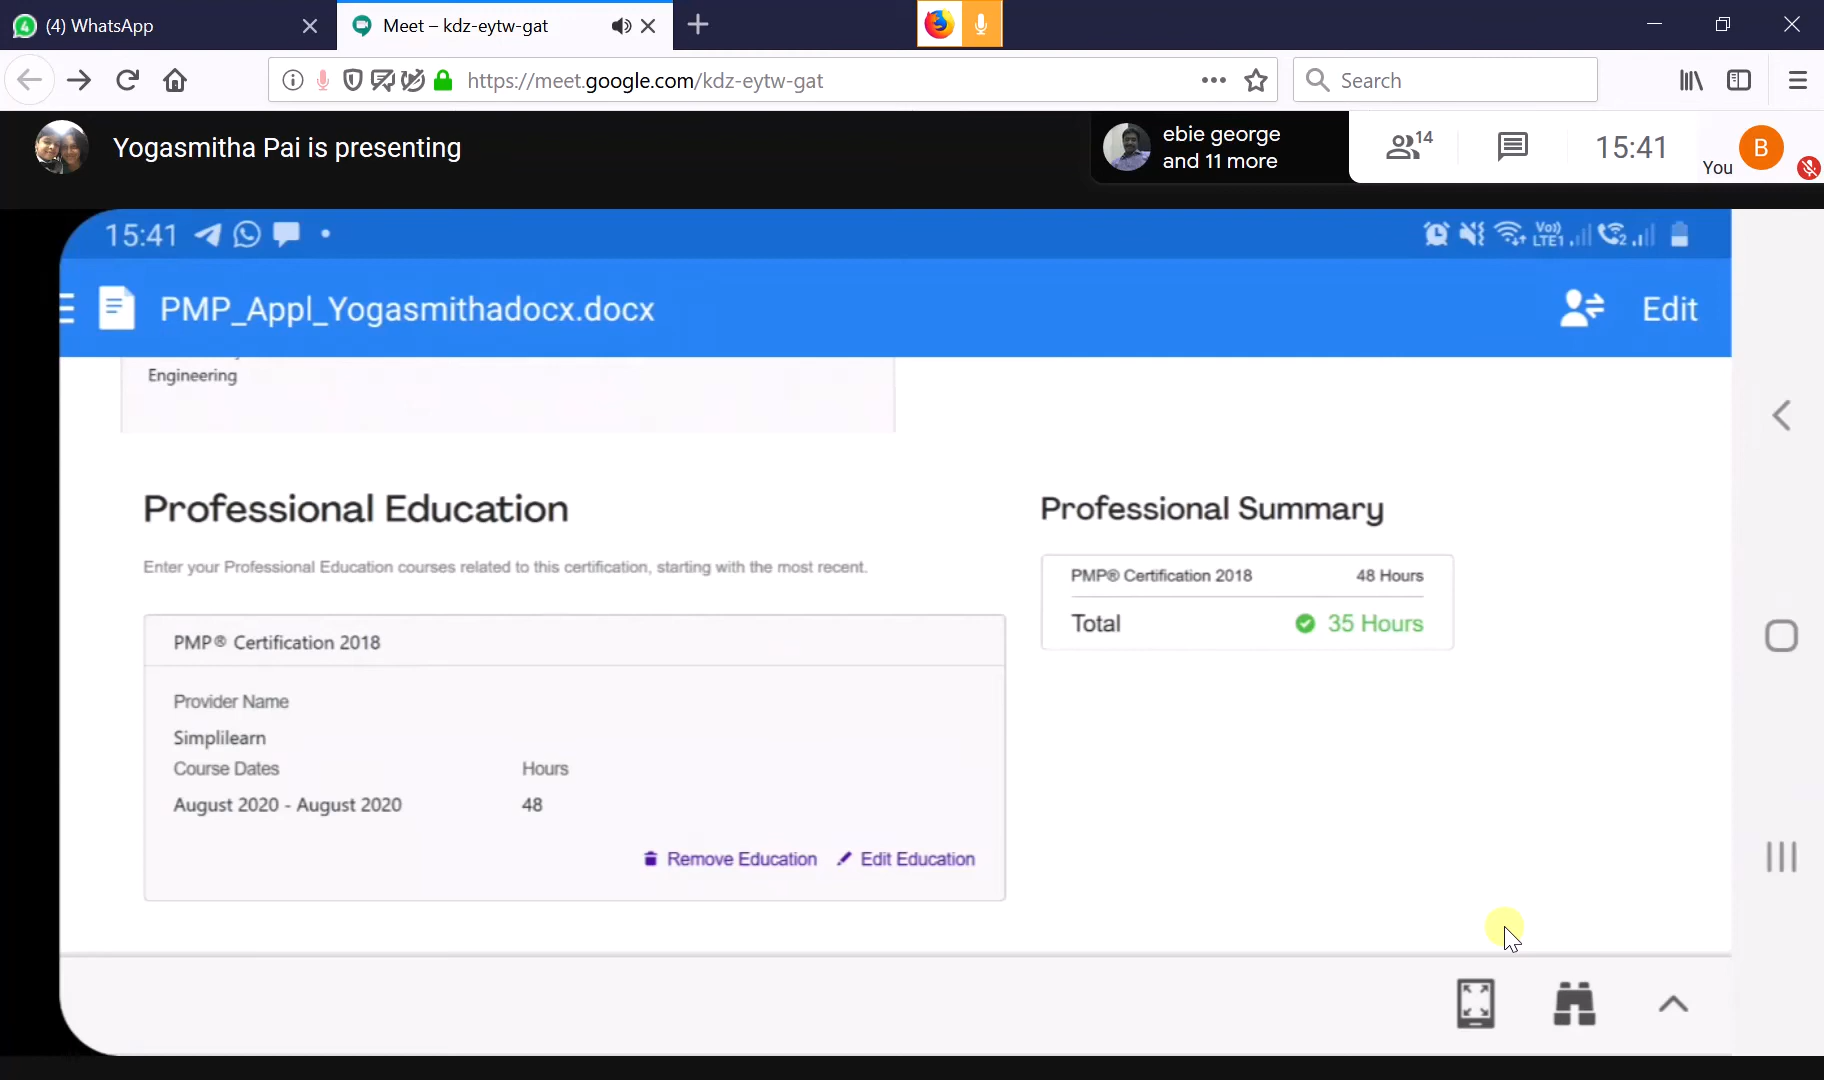 (4) WhatsApp
Meet – kdz-eytw-gat
https://meet.google.com/kdz-eytw-gat
Search
Yogasmitha Pai is presenting
ebie george
and 11 more
14
15:41
You
B
15:41
Vo))
LTE1
2
PMP_Appl_Yogasmithadocx.docx
Edit
Engineering
Professional Education
Enter your Professional Education courses related to this certification, starting with the most recent.
PMP® Certification 2018
Provider Name
Simplilearn
Course Dates
Hours
August 2020 - August 2020
48
Remove Education
Edit Education
Professional Summary
PMP® Certification 2018
48 Hours
Total
35 Hours